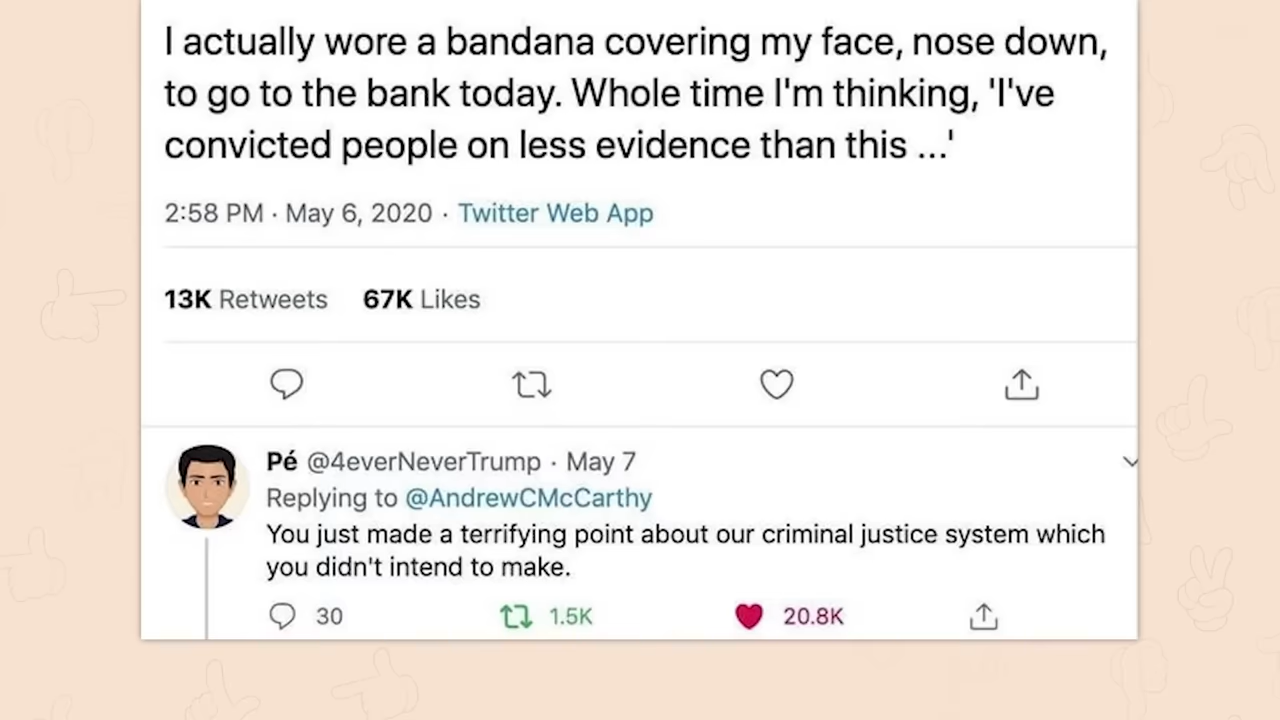 I actually wore a bandana covering my face, nose down,
to go to the bank today. Whole time I'm thinking, 'I've
convicted people on less evidence than this ...'
2:58 PM · May 6, 2020 · Twitter Web App
13K Retweets 67K Likes
Pé @4everNeverTrump · May 7
Replying to @AndrewCMcCarthy
You just made a terrifying point about our criminal justice system which
you didn't intend to make.
30 1.5K 20.8K